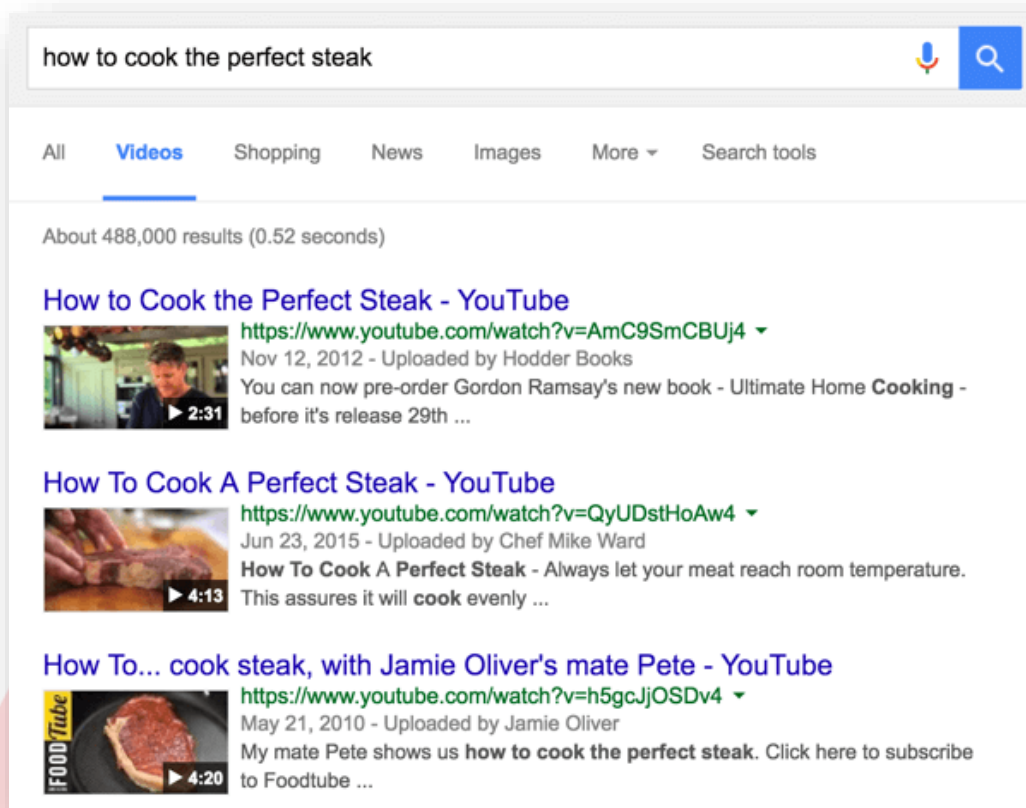 how to cook the perfect steak
All Videos Shopping News Images More Search tools
About 488,000 results (0.52 seconds)
How to Cook the Perfect Steak - YouTube
https://www.youtube.com/watch?v=AmC9SmCBUj4
Nov 12, 2012 - Uploaded by Hodder Books
You can now pre-order Gordon Ramsay's new book - Ultimate Home Cooking -
2:31 before it's release 29th ...
How To Cook A Perfect Steak - YouTube
https://www.youtube.com/watch?v=QyUDstHoAw4
Jun 23, 2015 - Uploaded by Chef Mike Ward
How To Cook A Perfect Steak - Always let your meat reach room temperature.
4:13 This assures it will cook evenly ...
How To... cook steak, with Jamie Oliver's mate Pete - YouTube
https://www.youtube.com/watch?v=h5gcJjOSDv4
May 21, 2010 - Uploaded by Jamie Oliver
My mate Pete shows us how to cook the perfect steak. Click here to subscribe
FOOD Tube 4:20 to Foodtube ...